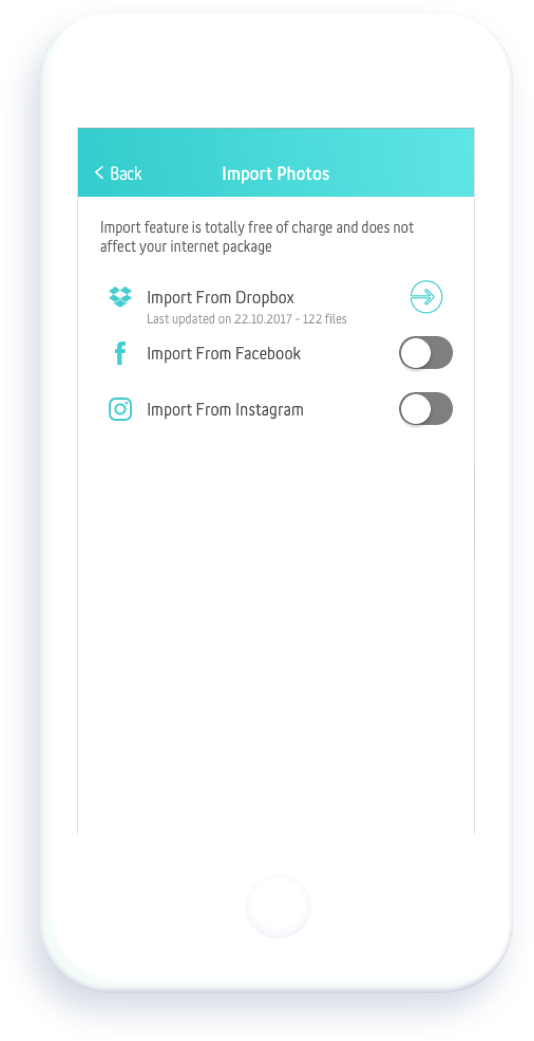 Back
Import Photos
Import feature is totally free of charge and does not
affect your internet package
Import From Dropbox
Last updated on 22.10.2017 - 122 files
Import From Facebook
Import From Instagram